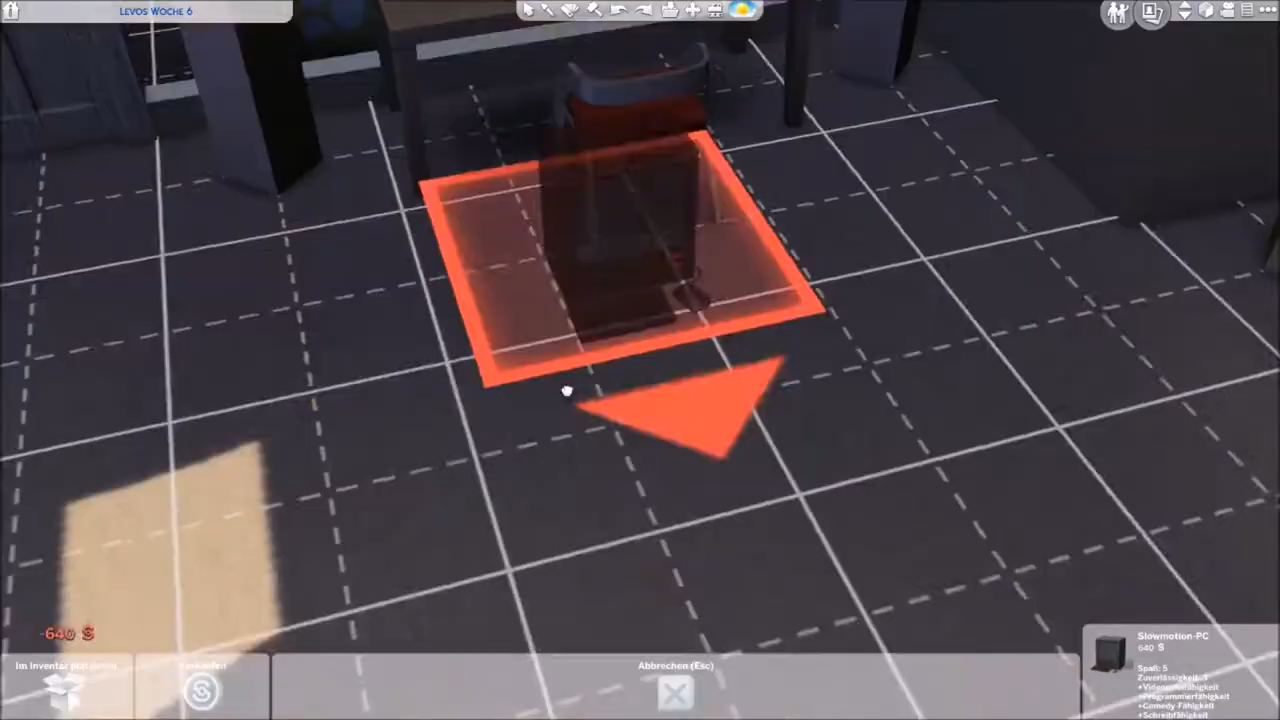 Levos Woche 6
-640 $
Im Inventar platzieren
Verkaufen
Abbrechen (Esc)
Slowmotion-PC
640 $
Spaß: 5
Zuverlässigkeit:
+Programmierfähigkeit
+Comedy-Fähigkeit
+Schreibfähigkeit